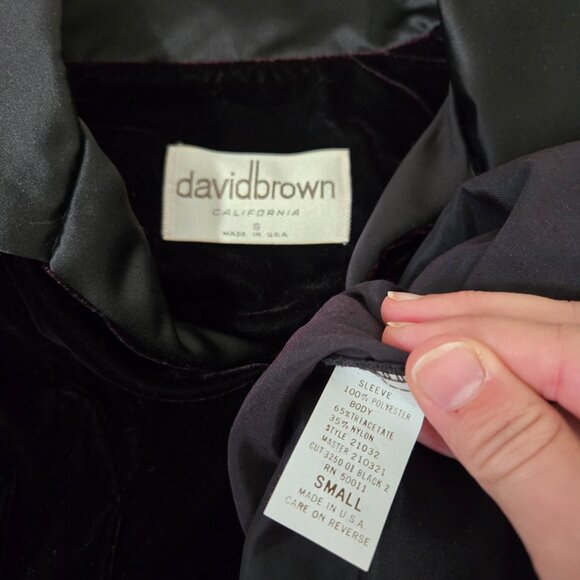 davidbrown
CALIFORNIA
S
MADE IN U.S.A.
SLEEVE
100% POLYESTER
BODY
65% TRIACETATE
35% NYLON
STYLE 21032
MASTER 210321
CUT 3250 01 BLACK 2
RN 50011
SMALL
MADE IN U.S.A.
CARE ON REVERSE